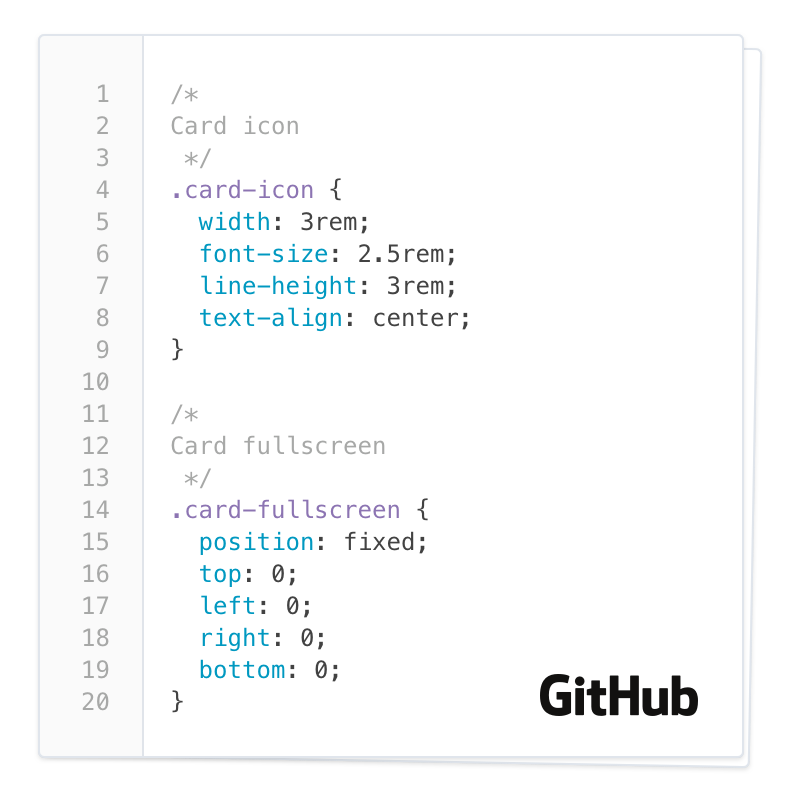 1 /*
2 Card icon
3  */
4 .card-icon {
5   width: 3rem;
6   font-size: 2.5rem;
7   line-height: 3rem;
8   text-align: center;
9 }
10
11 /*
12 Card fullscreen
13  */
14 .card-fullscreen {
15   position: fixed;
16   top: 0;
17   left: 0;
18   right: 0;
19   bottom: 0;
20 }
GitHub